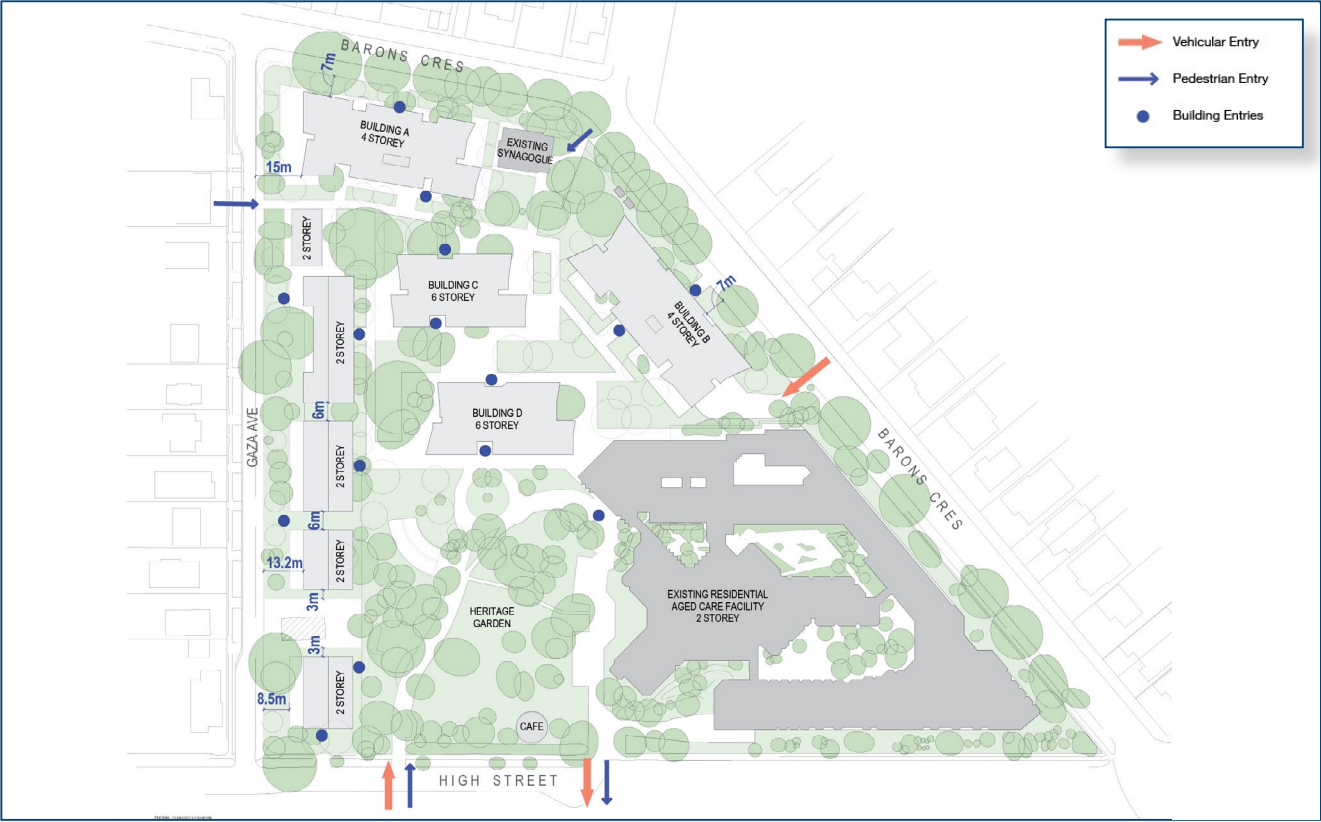 Vehicular Entry
Pedestrian Entry
Building Entries
BARONS CRES
7m
BUILDING A
4 STOREY
EXISTING
SYNAGOGUE
15m
2 STOREY
BUILDING C
6 STOREY
BUILDING B
4 STOREY
7m
2 STOREY
6m
BUILDING D
6 STOREY
GAZA AVE
BARONS CRES
2 STOREY
6m
13.2m
2 STOREY
3m
EXISTING RESIDENTIAL
AGED CARE FACILITY
2 STOREY
HERITAGE
GARDEN
3m
8.5m
2 STOREY
CAFE
HIGH STREET